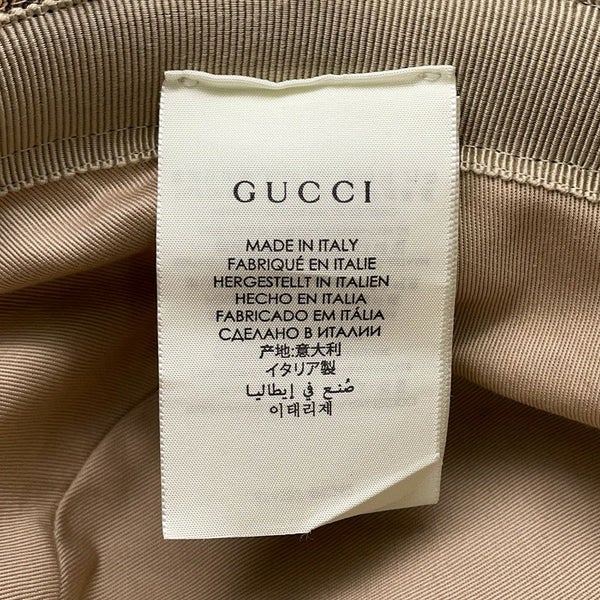 GUCCI
MADE IN ITALY
FABRIQUÉ EN ITALIE
HERGESTELLT IN ITALIEN
HECHO EN ITALIA
FABRICADO EM ITÁLIA
СДЕЛАНО В ИТАЛИИ
产地:意大利
イタリア製
صُنع في إيطاليا
이태리제